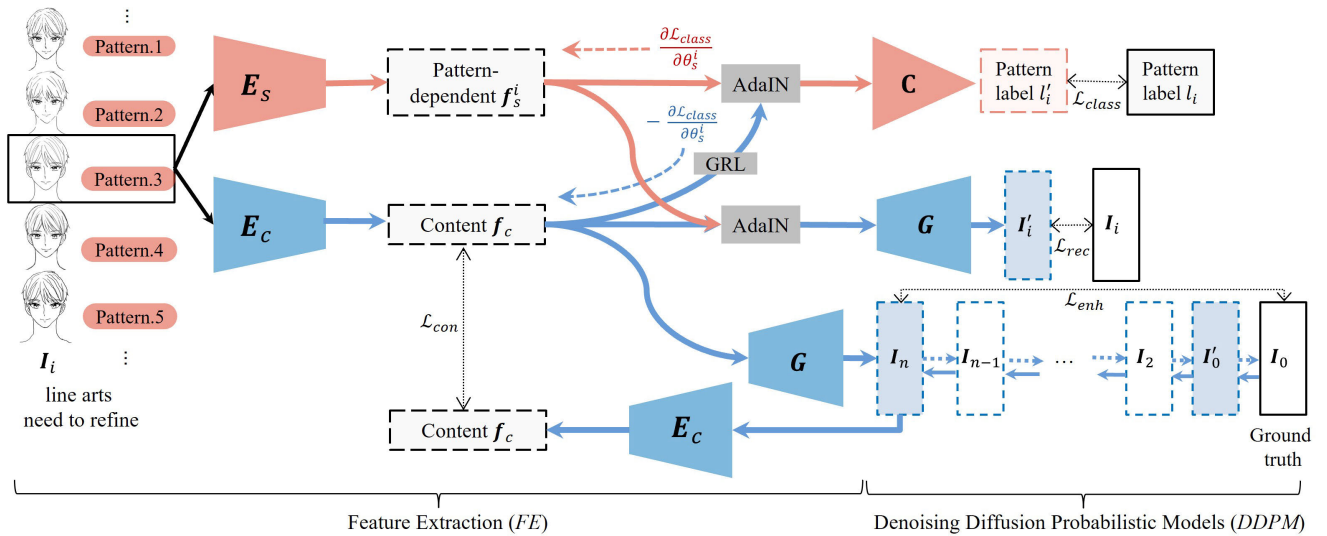 ⋮
Pattern.1
Pattern.2
Pattern.3
Pattern.4
Pattern.5
I_i
⋮
line arts
need to refine
E_S
Pattern-
dependent f_s^i
∂L_class
∂θ_s^i
AdaIN
C
Pattern
label l_i'
L_class
Pattern
label l_i
− ∂L_class
∂θ_s^i
GRL
E_C
Content f_c
AdaIN
G
I_i'
L_rec
I_i
L_con
L_enh
G
I_n
I_{n−1}
...
I_2
I_0'
I_0
Content f_c
E_C
Ground
truth
Feature Extraction (FE)
Denoising Diffusion Probabilistic Models (DDPM)